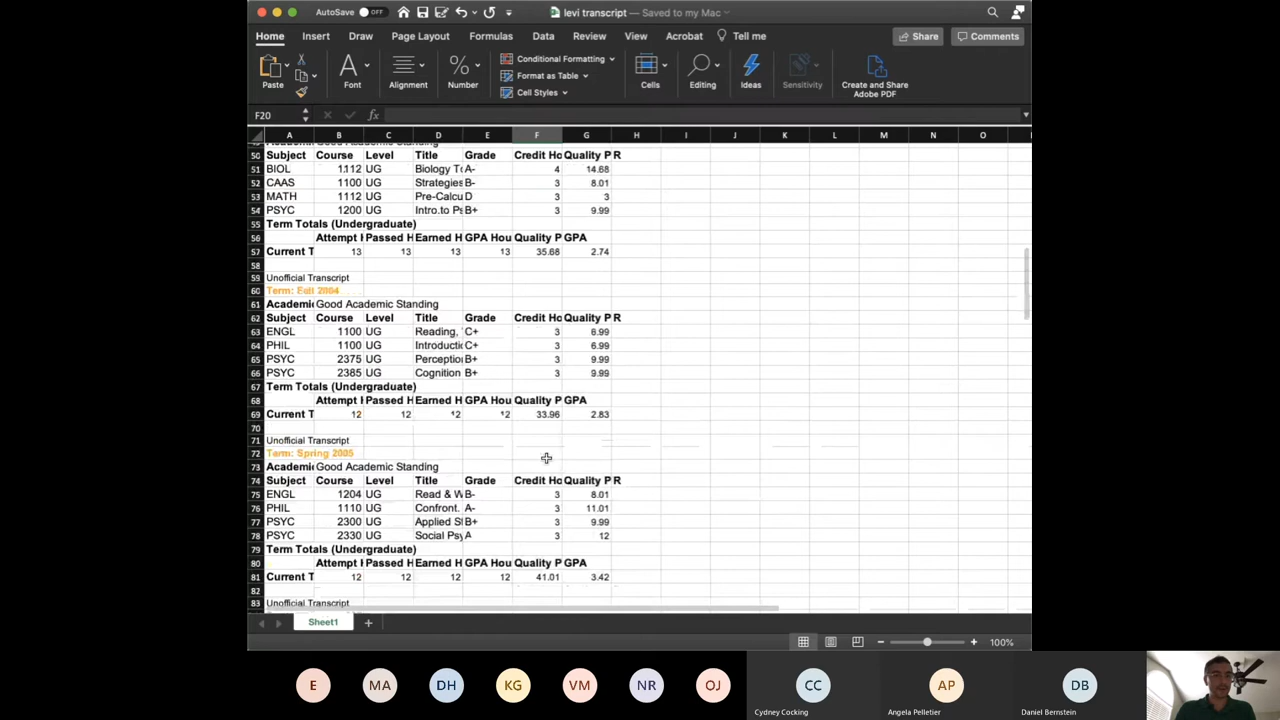 AutoSave OFF levi transcript — Saved to my Mac
Home Insert Draw Page Layout Formulas Data Review View Acrobat Tell me Share Comments
Paste Font Alignment Number Conditional Formatting Format as Table Cell Styles Cells Editing Ideas Sensitivity Create and Share Adobe PDF
F20 fx
A B C D E F G H I J K L M N O
Good Academic Standing
50 Subject Course Level Title Grade Credit Ho Quality P R
51 BIOL 1112 UG Biology To A- 4 14.68
52 CAAS 1100 UG Strategies B- 3 8.01
53 MATH 1112 UG Pre-Calcu D 3 3
54 PSYC 1200 UG Intro.to Ps B+ 3 9.99
55 Term Totals (Undergraduate)
56 Attempt H Passed H Earned H GPA Hou Quality P GPA
57 Current T 13 13 13 13 35.68 2.74
58
59 Unofficial Transcript
60 Term: 2004
61 Academic Good Academic Standing
62 Subject Course Level Title Grade Credit Ho Quality P R
63 ENGL 1100 UG Reading, C+ 3 6.99
64 PHIL 1100 UG Introductio C+ 3 6.99
65 PSYC 2375 UG Perception B+ 3 9.99
66 PSYC 2385 UG Cognition B+ 3 9.99
67 Term Totals (Undergraduate)
68 Attempt H Passed H Earned H GPA Hou Quality P GPA
69 Current T 12 12 12 12 33.96 2.83
70
71 Unofficial Transcript
72 Term: Spring 2005
73 Academic Good Academic Standing
74 Subject Course Level Title Grade Credit Ho Quality P R
75 ENGL 1204 UG Read & W B- 3 8.01
76 PHIL 1110 UG Confront. A- 3 11.01
77 PSYC 2300 UG Applied St B+ 3 9.99
78 PSYC 2330 UG Social Psy A 3 12
79 Term Totals (Undergraduate)
80 Attempt H Passed H Earned H GPA Hou Quality P GPA
81 Current T 12 12 12 12 41.01 3.42
82
83 Unofficial Transcript
Sheet1
100%
E MA DH KG VM NR OJ CC AP DB
Cydney Cocking Angela Pelletier Daniel Bernstein